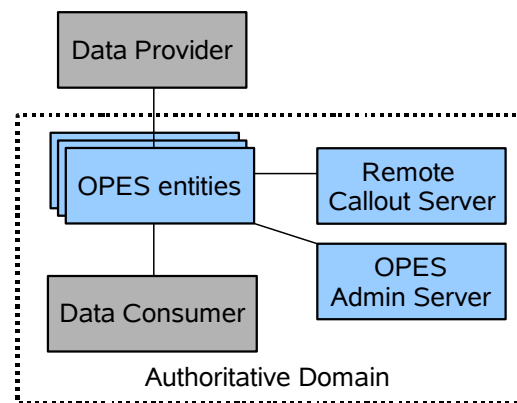 Data Provider
OPES entities
Remote
Callout Server
OPES
Admin Server
Data Consumer
Authoritative Domain